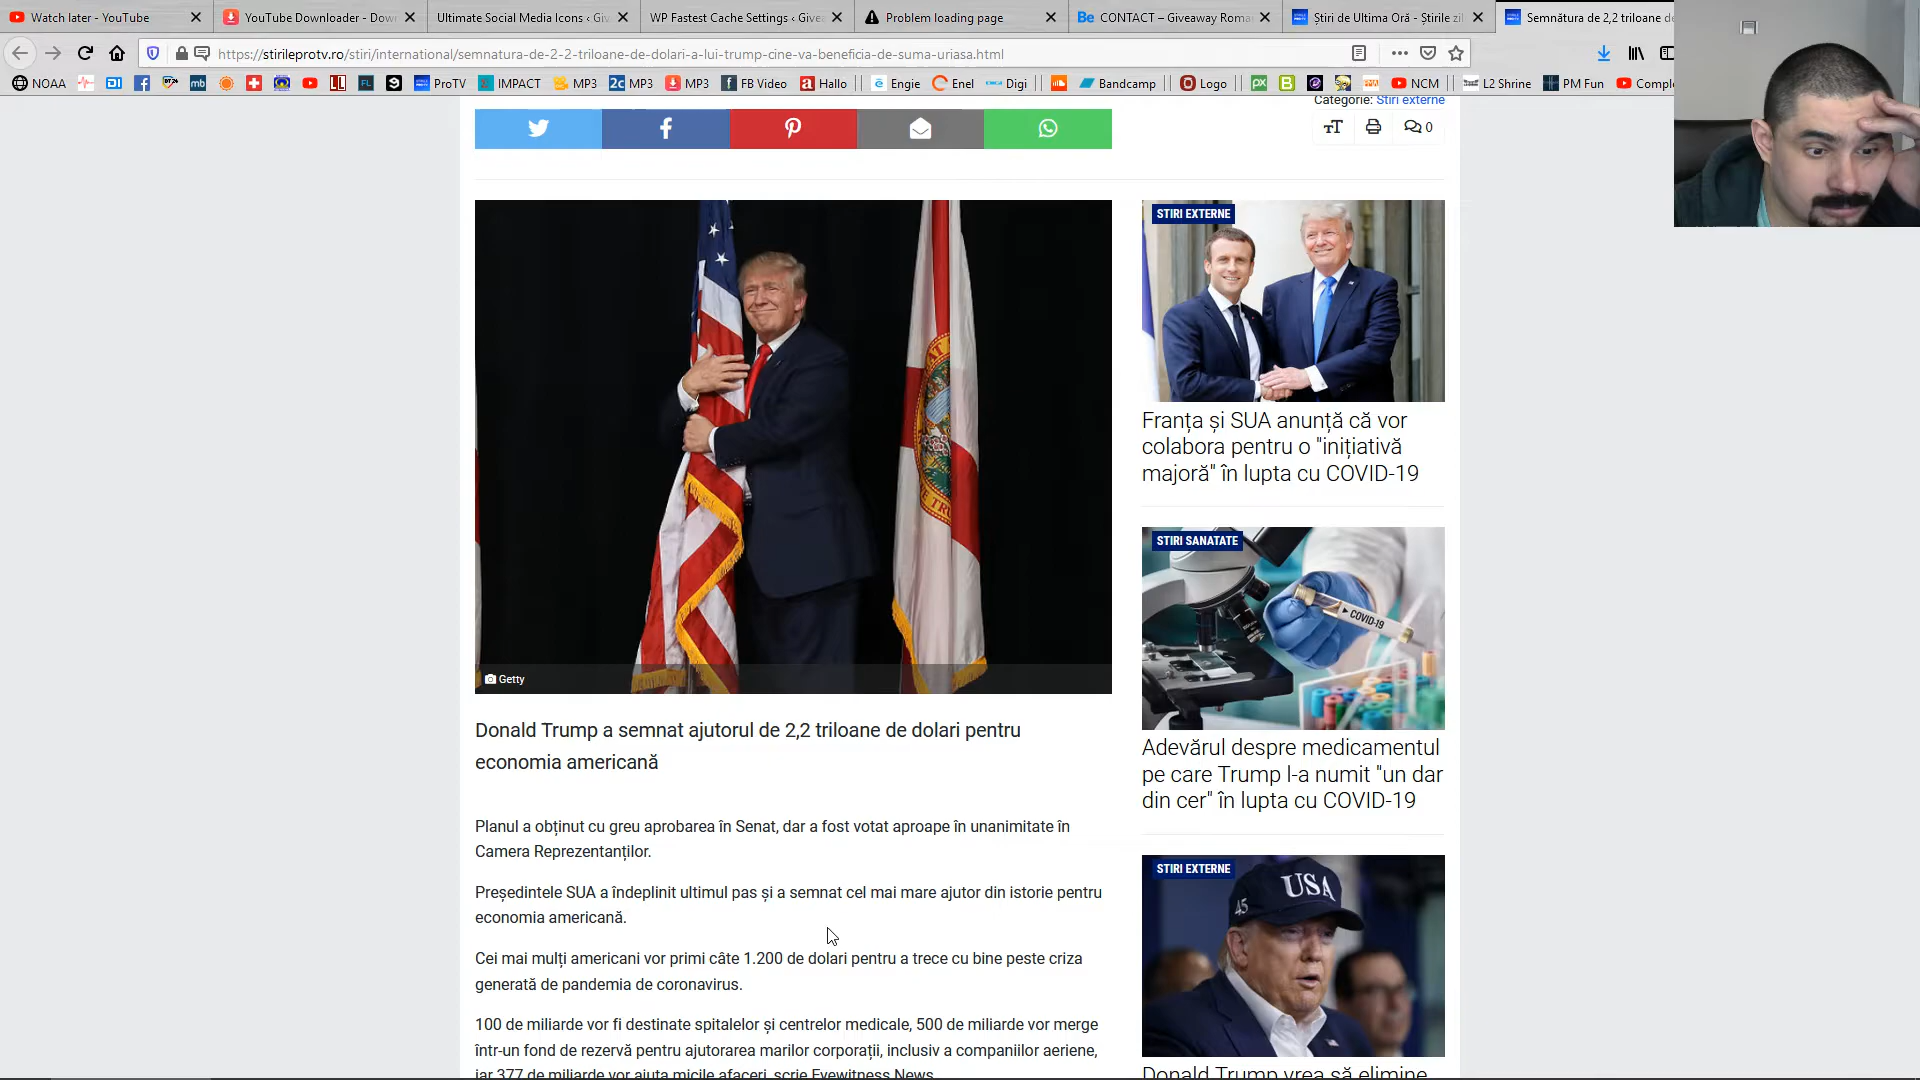 Watch later - YouTube
YouTube Downloader - Dow
Ultimate Social Media Icons ‹ Giv
WP Fastest Cache Settings ‹ Give
Problem loading page
Be CONTACT – Giveaway Roma
Știri de Ultima Oră - Știrile zil
Semnătura de 2,2 triloane de
https://stirileprotv.ro/stiri/international/semnatura-de-2-2-triloane-de-dolari-a-lui-trump-cine-va-beneficia-de-suma-uriasa.html
NOAA ProTV IMPACT MP3 2c MP3 MP3 FB Video a Hallo Engie Enel Digi Bandcamp Logo NCM L2 Shrine PM Fun Comple
Categorie: Stiri externe
TT 0
Getty
Donald Trump a semnat ajutorul de 2,2 triloane de dolari pentru
economia americană
Planul a obținut cu greu aprobarea în Senat, dar a fost votat aproape în unanimitate în
Camera Reprezentanților.
Președintele SUA a îndeplinit ultimul pas și a semnat cel mai mare ajutor din istorie pentru
economia americană.
Cei mai mulți americani vor primi câte 1.200 de dolari pentru a trece cu bine peste criza
generată de pandemia de coronavirus.
100 de miliarde vor fi destinate spitalelor și centrelor medicale, 500 de miliarde vor merge
într-un fond de rezervă pentru ajutorarea marilor corporații, inclusiv a companiilor aeriene,
iar 377 de miliarde vor ajuta micile afaceri, scrie Eyewitness News.
STIRI EXTERNE
Franța și SUA anunță că vor
colabora pentru o "inițiativă
majoră" în lupta cu COVID-19
STIRI SANATATE
COVID-19
Adevărul despre medicamentul
pe care Trump l-a numit "un dar
din cer" în lupta cu COVID-19
STIRI EXTERNE
USA
45
Donald Trump vrea să elimine